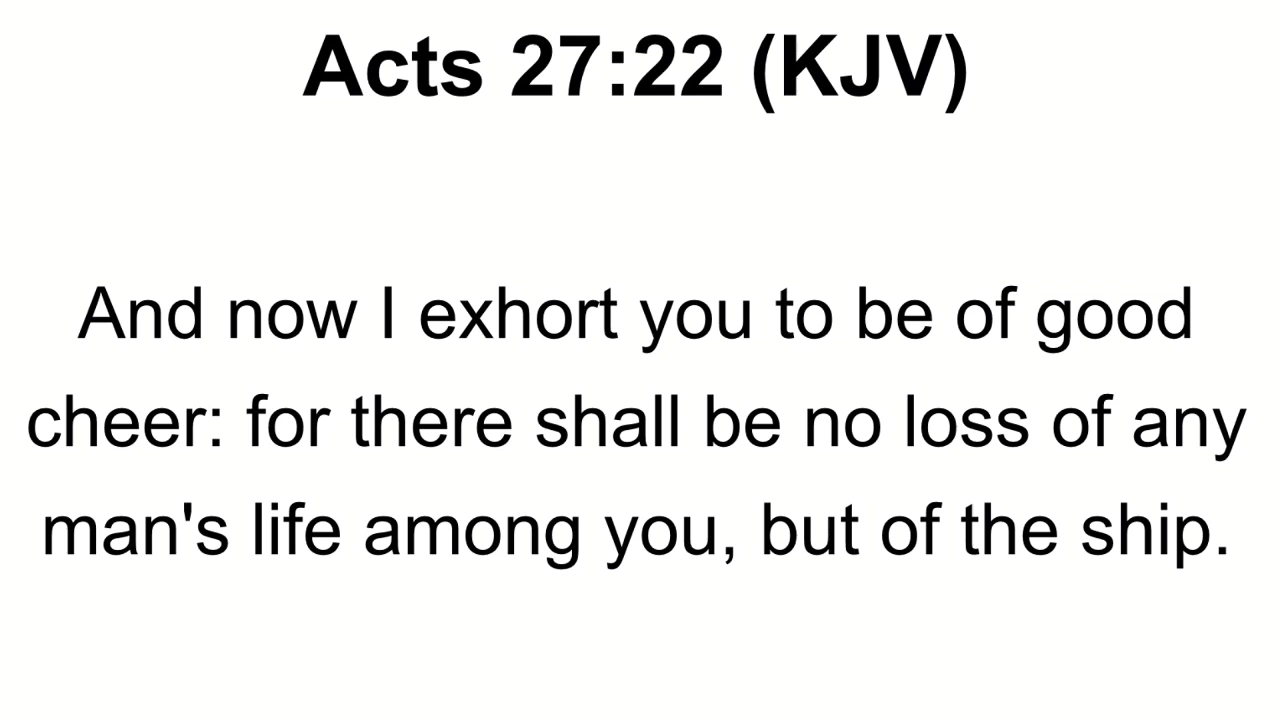 Acts 27:22 (KJV)
And now I exhort you to be of good
cheer: for there shall be no loss of any
man's life among you, but of the ship.